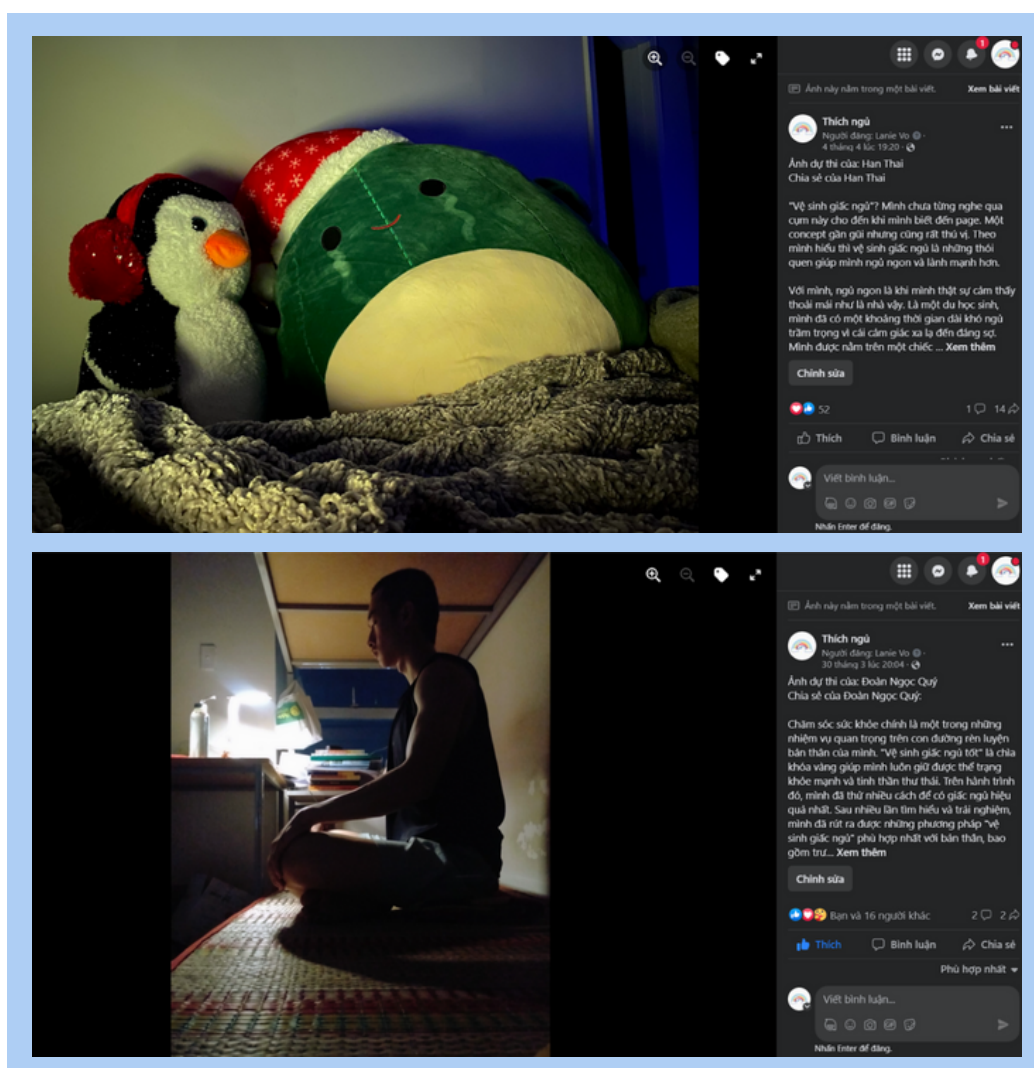 1
Ảnh này nằm trong một bài viết. Xem bài viết
Thích ngủ
Người đăng: Lanie Vo
4 tháng 4 lúc 19:20
Ảnh dự thi của: Han Thai
Chia sẻ của Han Thai
"Vệ sinh giấc ngủ"? Mình chưa từng nghe qua
cụm này cho đến khi mình biết đến page. Một
concept gần gũi nhưng cũng rất thú vị. Theo
mình hiểu thì vệ sinh giấc ngủ là những thói
quen giúp mình ngủ ngon và lành mạnh hơn.
Với mình, ngủ ngon là khi mình thật sự cảm thấy
thoải mái như là nhà vậy. Là một du học sinh,
mình đã có một khoảng thời gian dài khó ngủ
trầm trọng vì cái cảm giác xa lạ đến đáng sợ.
Mình được nằm trên một chiếc ... Xem thêm
Chỉnh sửa
52 1 14
Thích Bình luận Chia sẻ
Viết bình luận...
GIF
Nhấn Enter để đăng.
1
Ảnh này nằm trong một bài viết. Xem bài viết
Thích ngủ
Người đăng: Lanie Vo
30 tháng 3 lúc 20:04
Ảnh dự thi của: Đoàn Ngọc Quý
Chia sẻ của Đoàn Ngọc Quý:
Chăm sóc sức khỏe chính là một trong những
nhiệm vụ quan trọng trên con đường rèn luyện
bản thân của mình. "Vệ sinh giấc ngủ tốt" là chìa
khóa vàng giúp mình luôn giữ được thể trạng
khỏe mạnh và tinh thần thư thái. Trên hành trình
đó, mình đã thử nhiều cách để có giấc ngủ hiệu
quả nhất. Sau nhiều lần tìm hiểu và trải nghiệm,
mình đã rút ra được những phương pháp "vệ
sinh giấc ngủ" phù hợp nhất với bản thân, bao
gồm trư... Xem thêm
Chỉnh sửa
Bạn và 16 người khác 2 2
Thích Bình luận Chia sẻ
Phù hợp nhất
Viết bình luận...
GIF
Nhấn Enter để đăng.